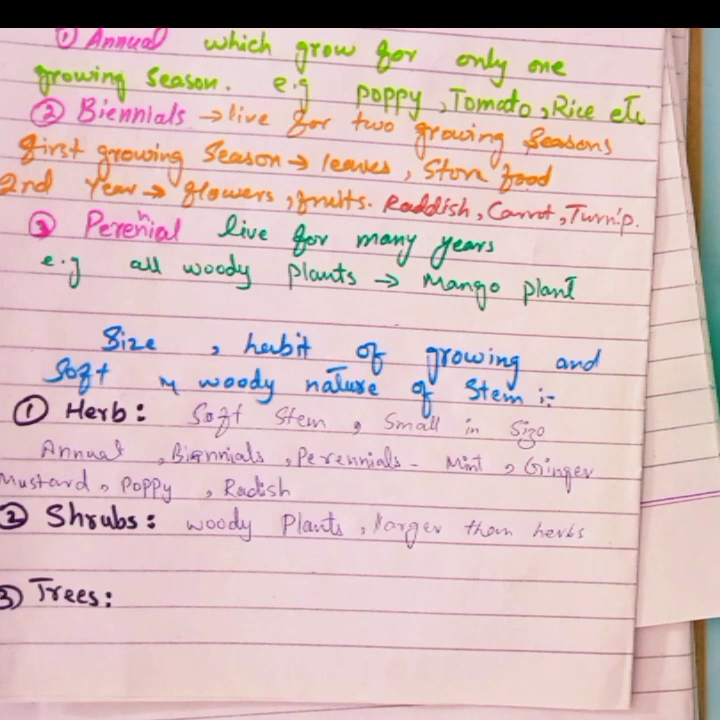 ① Annual which grow for only one
growing season. e.g Poppy, Tomato, Rice etc
② Biennials → live for two growing seasons
first growing season → leaves, Store food
2nd Year → flowers, fruits. Raddish, Carrot, Turnip.
③ Perennial live for many years
e.g all woody plants → Mango plant
Size, habit of growing and
Soft woody nature of Stem :-
① Herb: Soft Stem, Small in Size
Annual, Biennials, Perennials - Mint, Ginger
Mustard, Poppy, Radish
② Shrubs: woody Plants, larger than herbs
③ Trees: